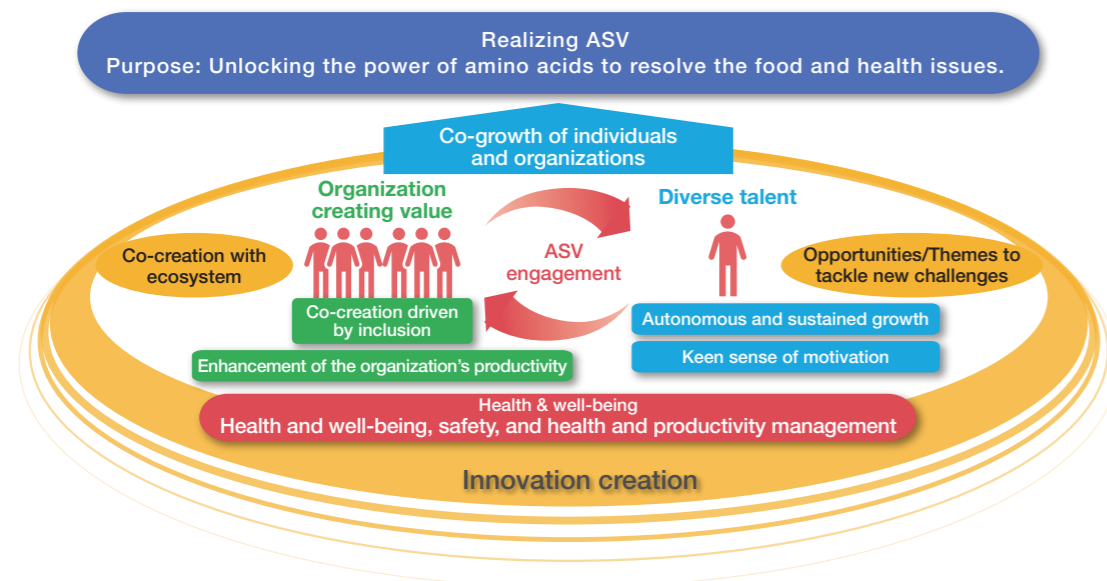 Realizing ASV
Purpose: Unlocking the power of amino acids to resolve the food and health issues.
Co-growth of individuals
and organizations
Organization
creating value
Diverse talent
Co-creation with
ecosystem
ASV
engagement
Opportunities/Themes to
tackle new challenges
Co-creation driven
by inclusion
Autonomous and sustained growth
Enhancement of the organization's productivity
Keen sense of motivation
Health & well-being
Health and well-being, safety, and health and productivity management
Innovation creation